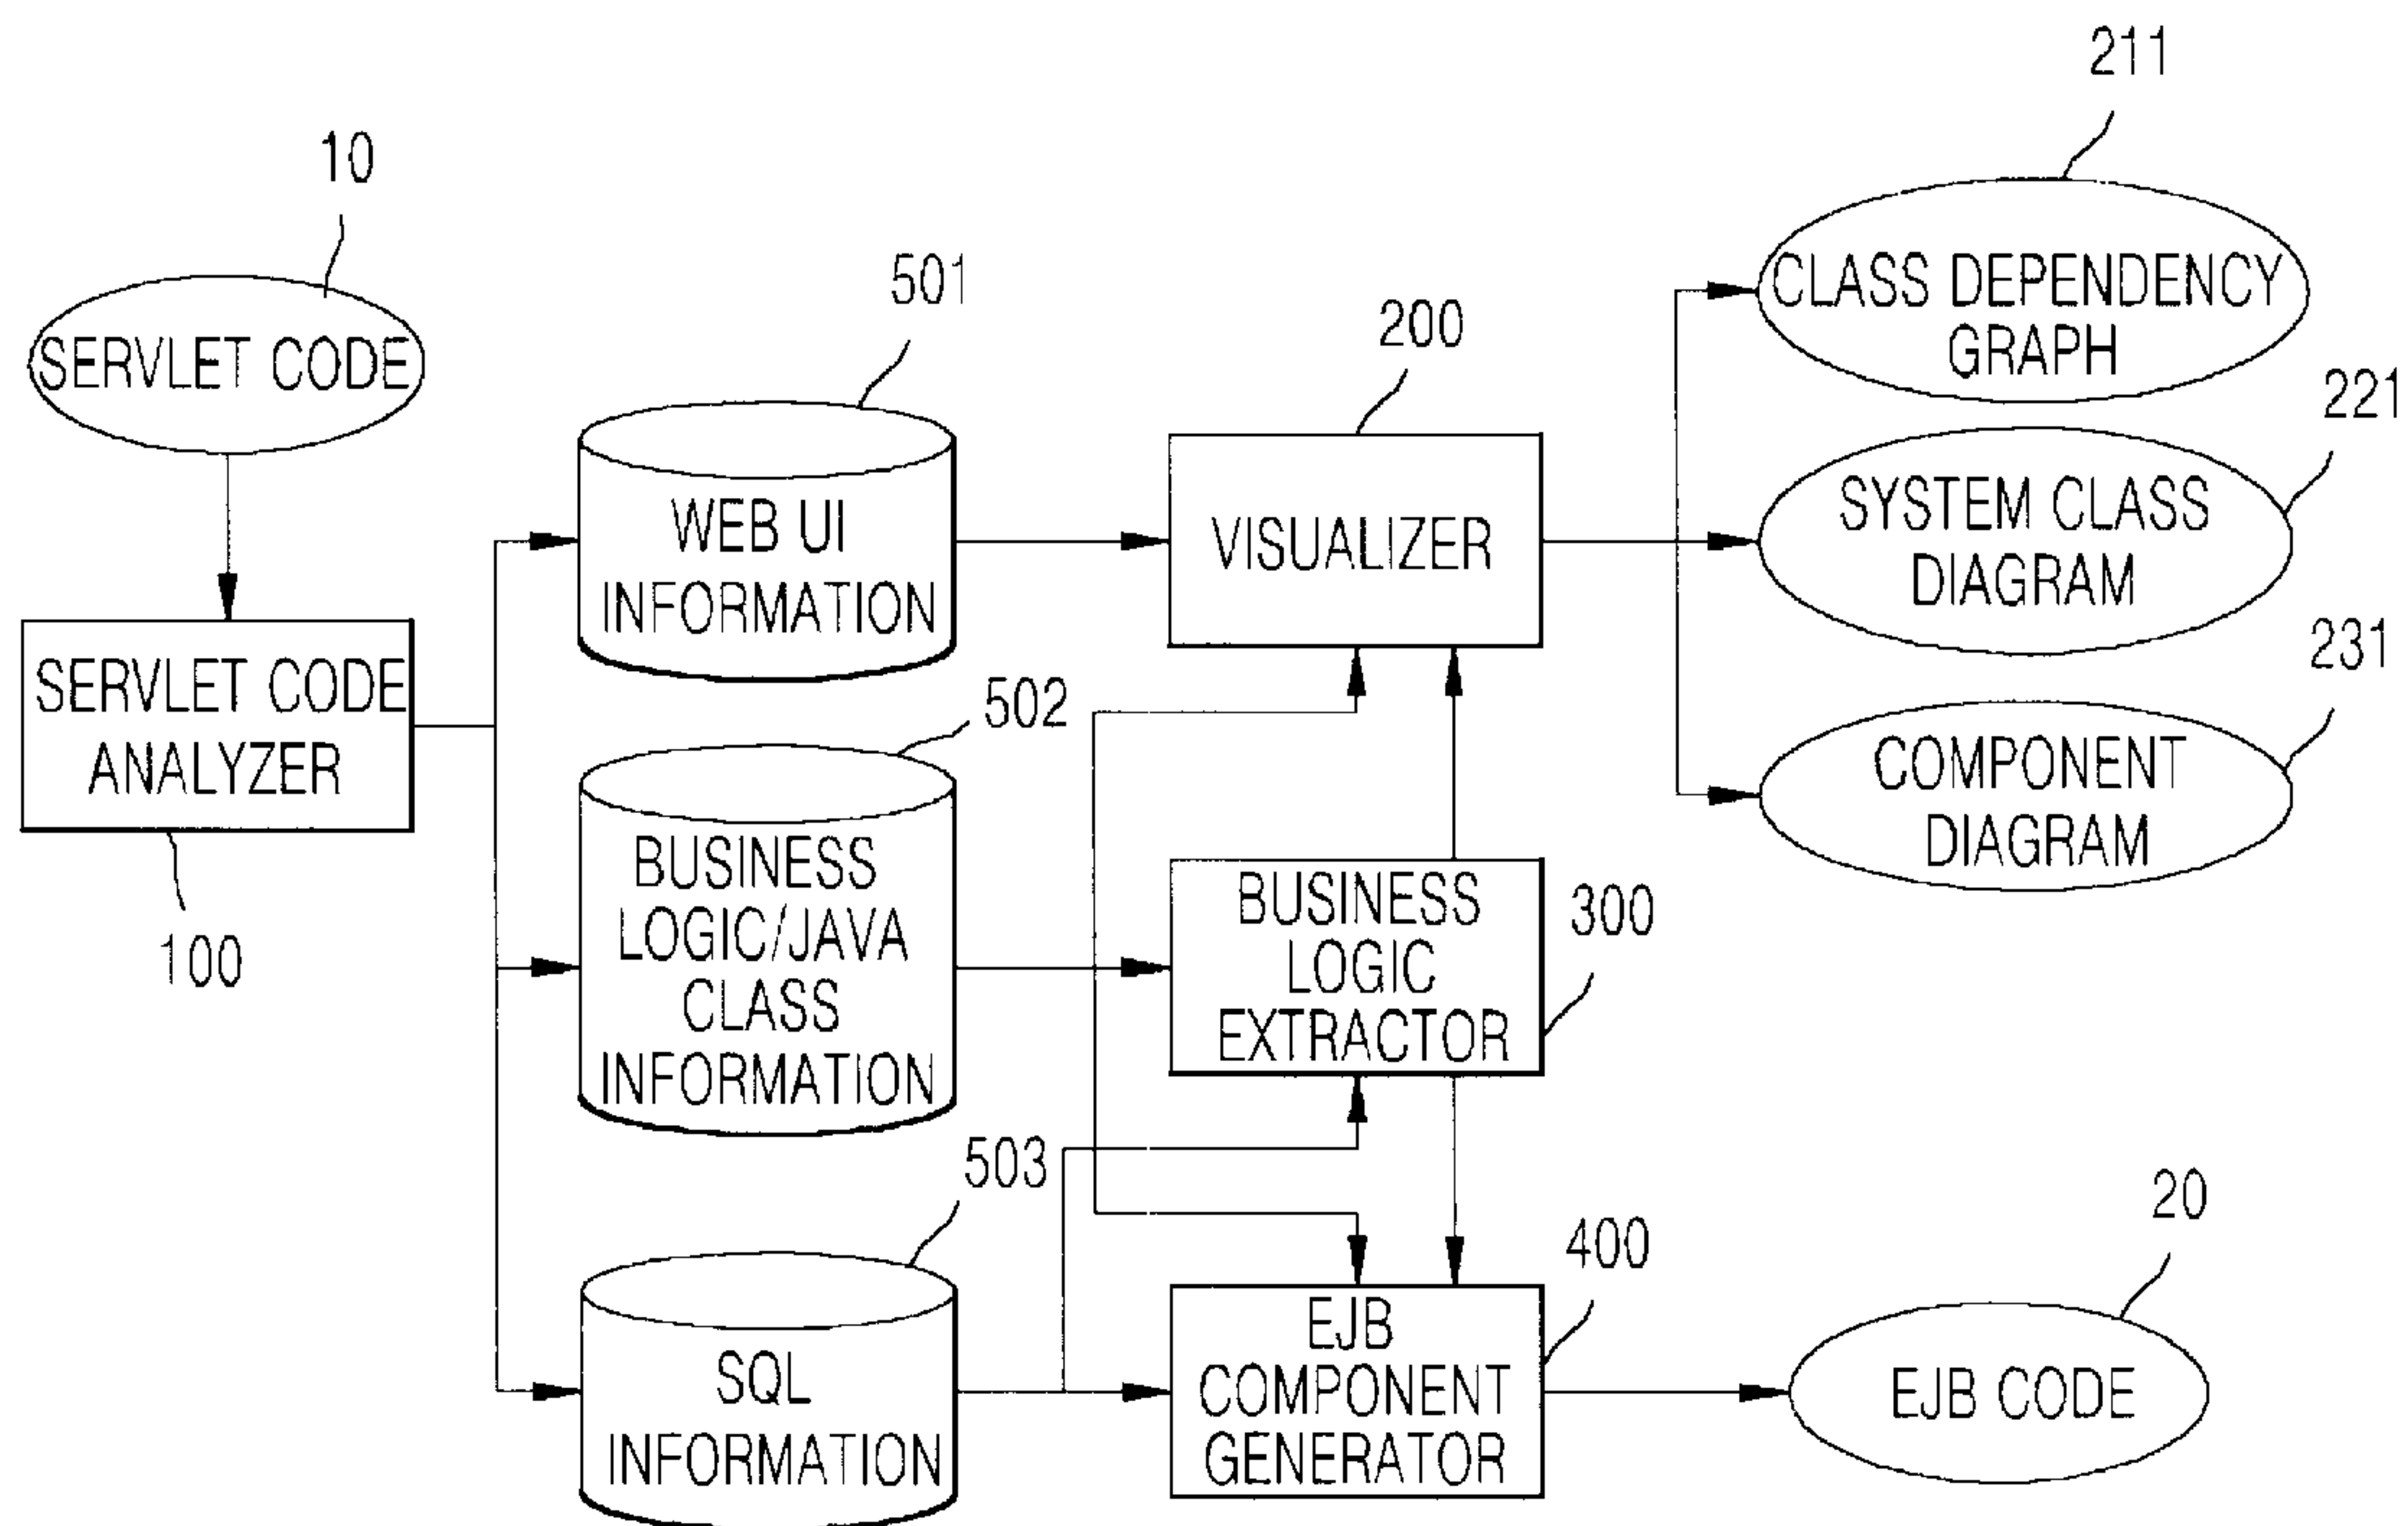 211
10
501
200
CLASS DEPENDENCY
GRAPH
SERVLET CODE
221
WEB UI
INFORMATION
VISUALIZER
SYSTEM CLASS
DIAGRAM
231
SERVLET CODE
ANALYZER
502
COMPONENT
DIAGRAM
100
BUSINESS
LOGIC/JAVA
CLASS
INFORMATION
BUSINESS
LOGIC
EXTRACTOR
300
503
20
400
SQL
INFORMATION
EJB
COMPONENT
GENERATOR
EJB CODE